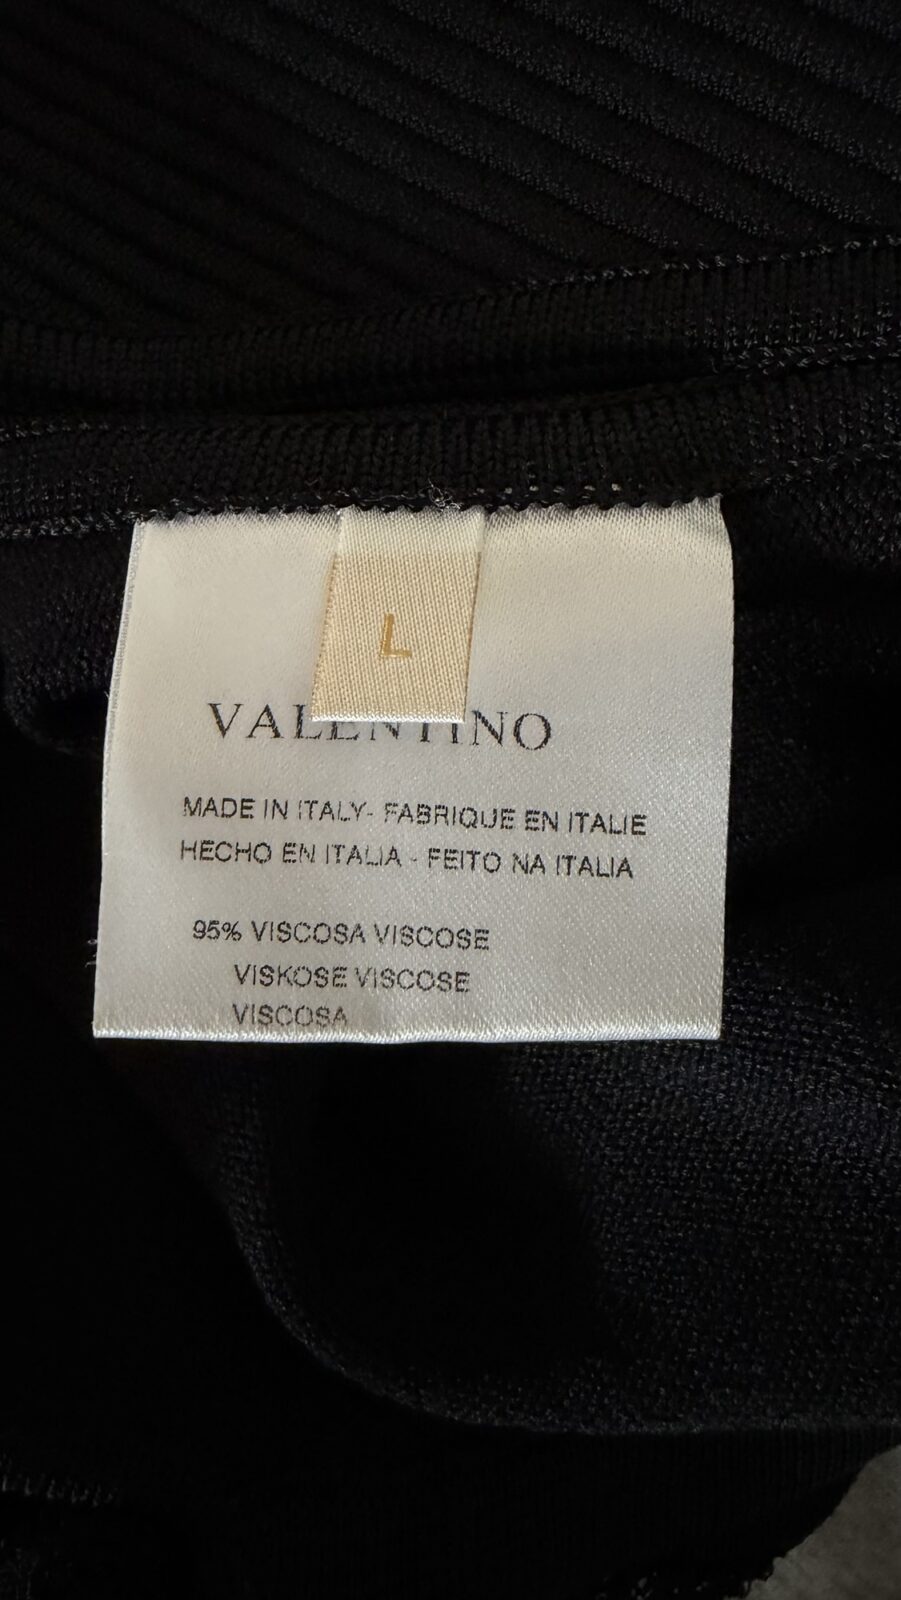 L
VALENTINO
MADE IN ITALY- FABRIQUE EN ITALIE
HECHO EN ITALIA - FEITO NA ITALIA
95% VISCOSA VISCOSE
VISKOSE VISCOSE
VISCOSA